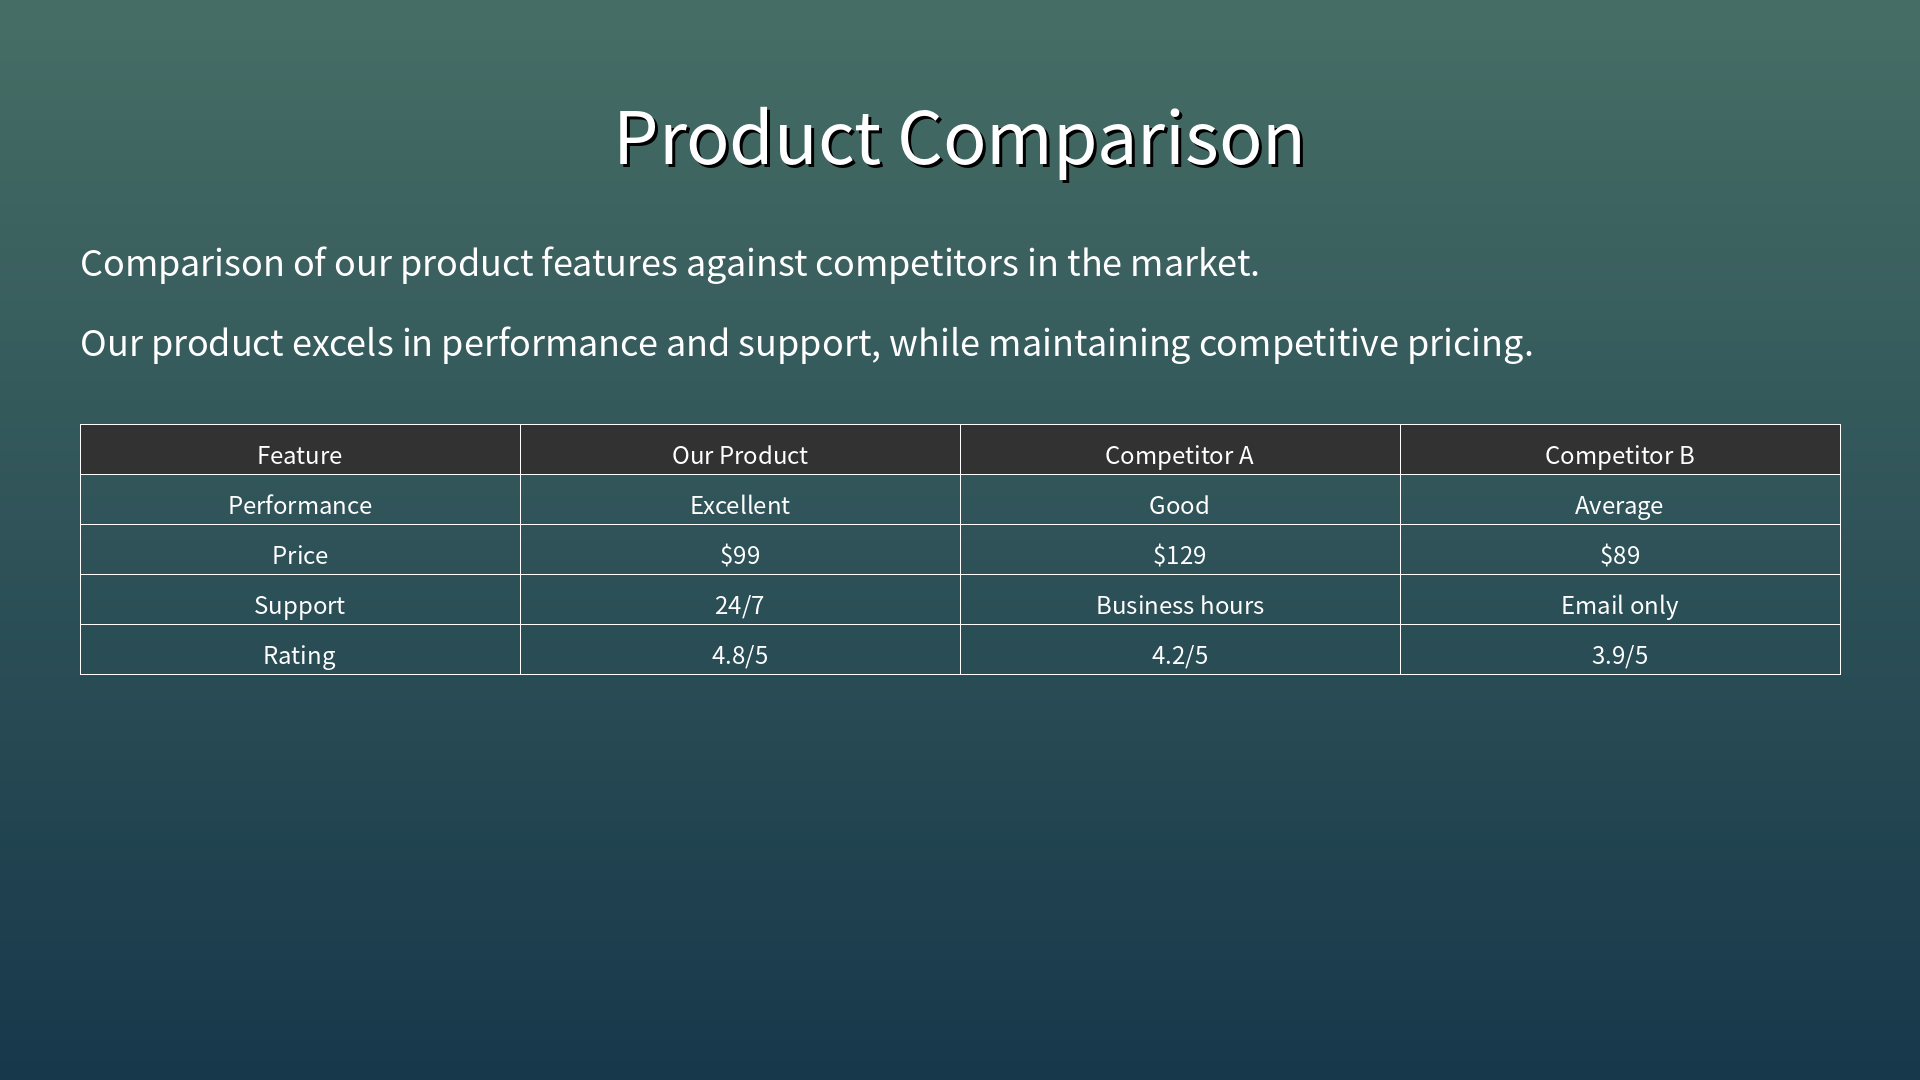 Product Comparison
Comparison of our product features against competitors in the market.
Our product excels in performance and support, while maintaining competitive pricing.
Feature Our Product Competitor A Competitor B
Performance Excellent Good Average
Price $99 $129 $89
Support 24/7 Business hours Email only
Rating 4.8/5 4.2/5 3.9/5